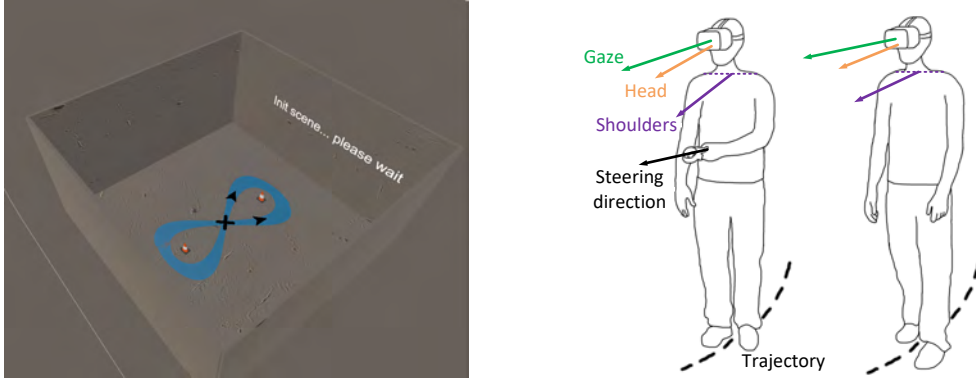 Init scene... please wait
Gaze
Head
Shoulders
Steering
direction
Trajectory